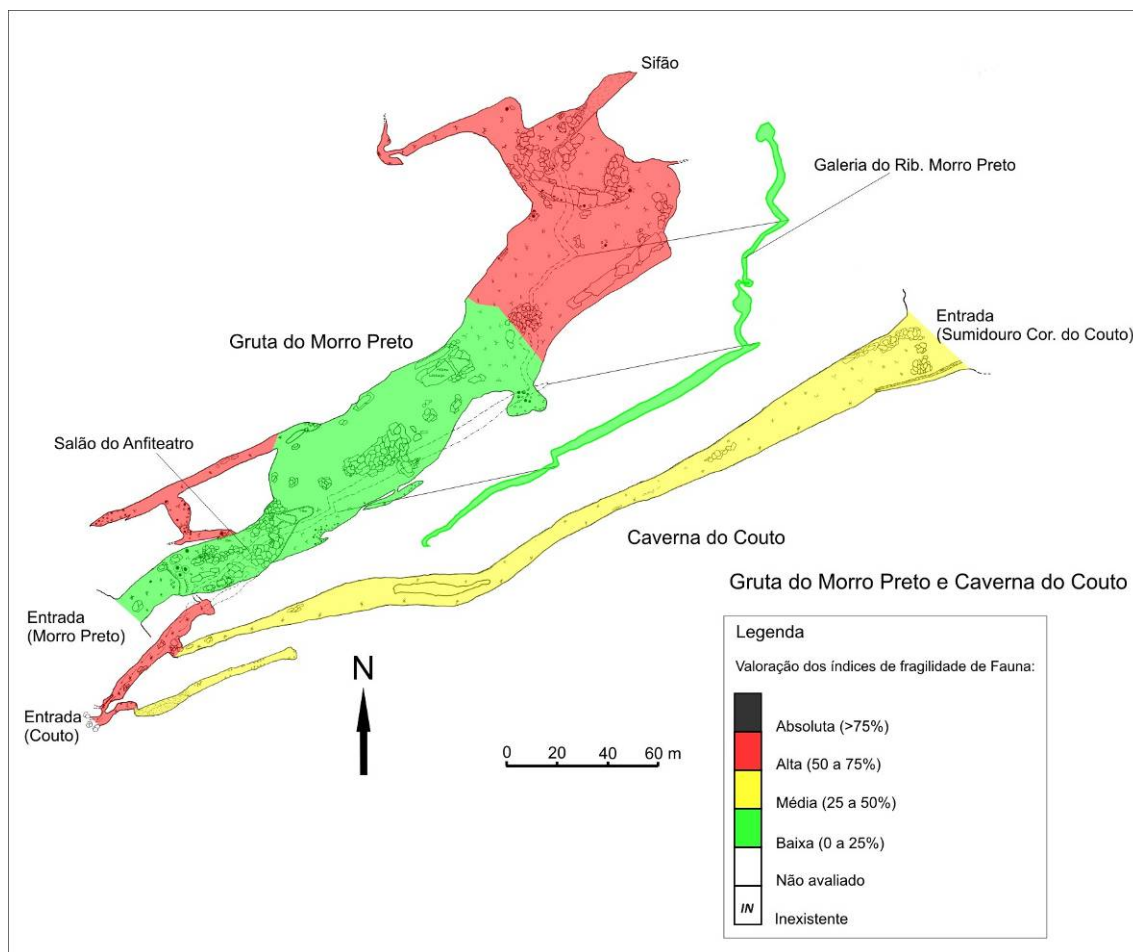 Sifão
Galeria do Rib. Morro Preto
Entrada
(Sumidouro Cor. do Couto)
Gruta do Morro Preto
Salão do Anfiteatro
Caverna do Couto
Entrada
(Morro Preto)
Entrada
(Couto)
N
0 20 40 60 m
Gruta do Morro Preto e Caverna do Couto
Legenda
Valoração dos índices de fragilidade de Fauna:
Absoluta (>75%)
Alta (50 a 75%)
Média (25 a 50%)
Baixa (0 a 25%)
Não avaliado
IN Inexistente